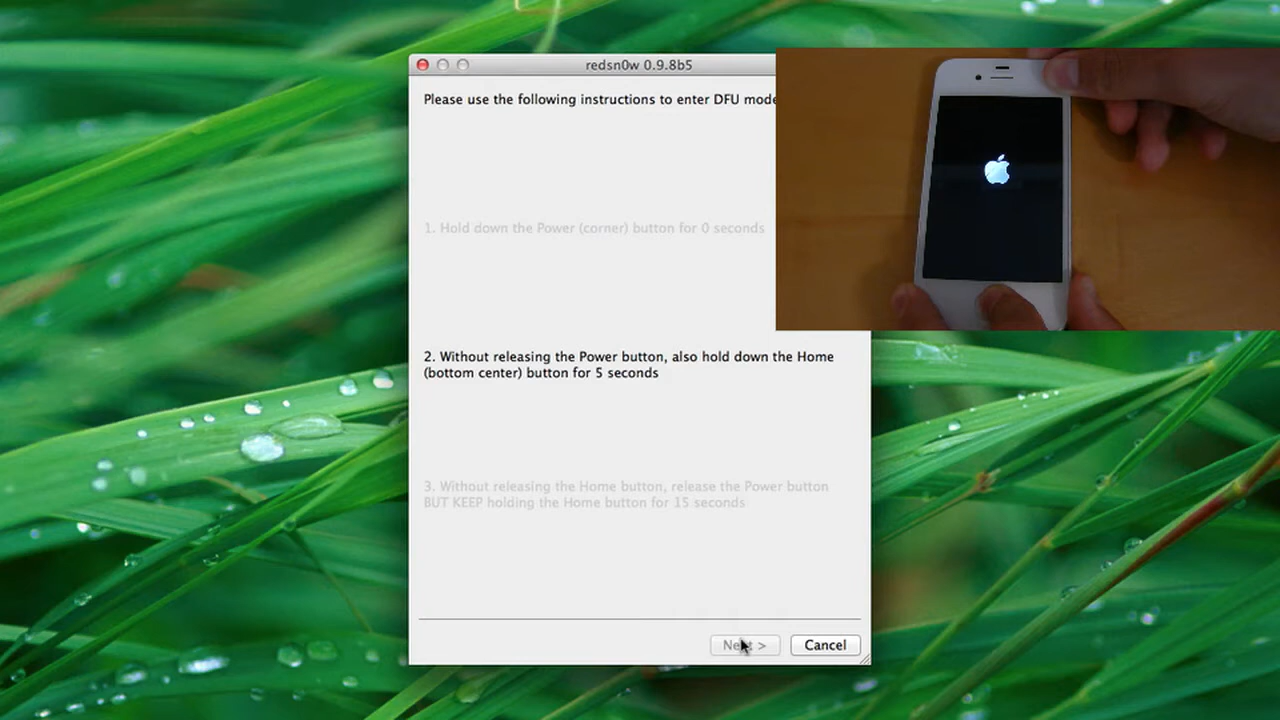 redsn0w 0.9.8b5
Please use the following instructions to enter DFU mode
1. Hold down the Power (corner) button for 0 seconds
2. Without releasing the Power button, also hold down the Home
(bottom center) button for 5 seconds
3. Without releasing the Home button, release the Power button
BUT KEEP holding the Home button for 15 seconds
Next >
Cancel